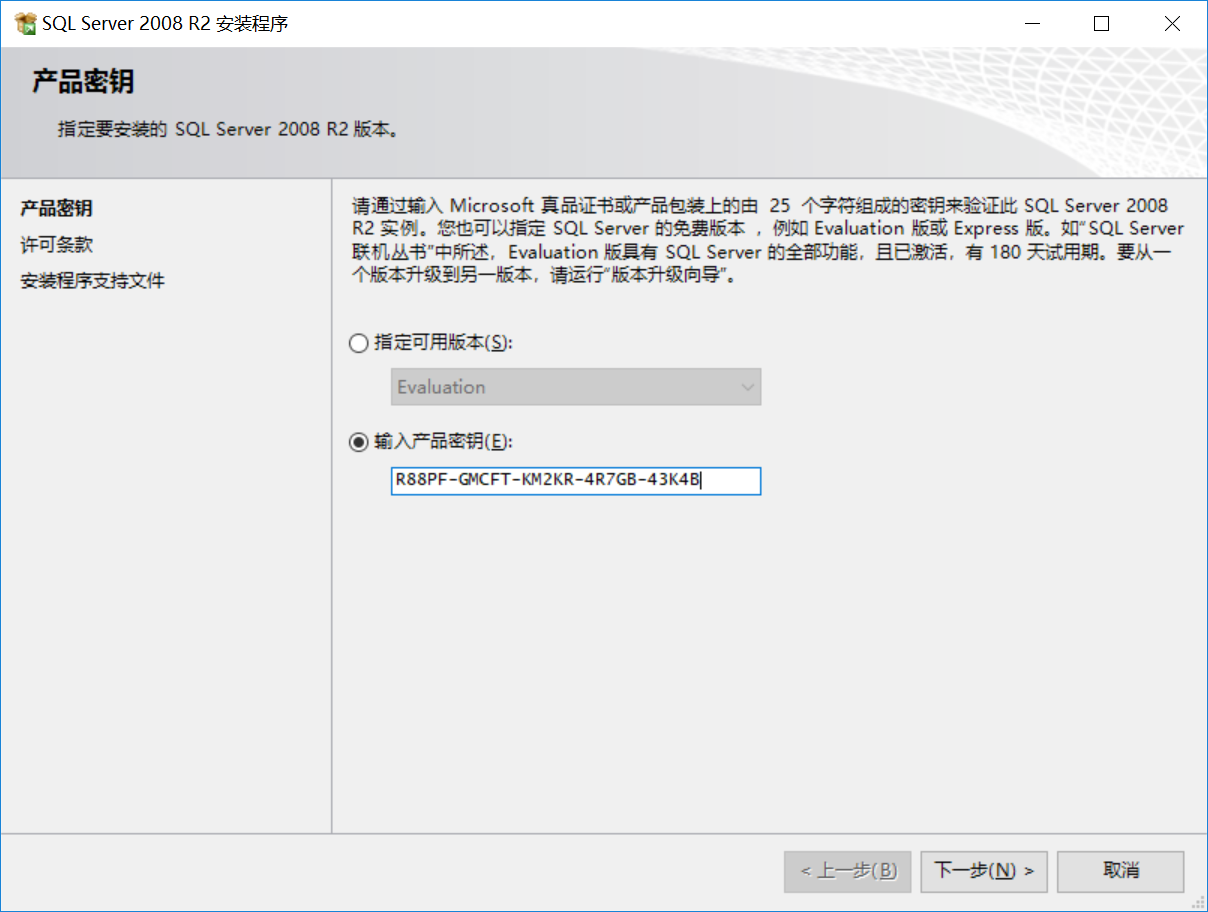 SQL Server 2008 R2 安装程序
产品密钥
指定要安装的 SQL Server 2008 R2 版本。
产品密钥
许可条款
安装程序支持文件
请通过输入 Microsoft 真品证书或产品包装上的由 25 个字符组成的密钥来验证此 SQL Server 2008
R2 实例。您也可以指定 SQL Server 的免费版本 ，例如 Evaluation 版或 Express 版。如“SQL Server
联机丛书”中所述，Evaluation 版具有 SQL Server 的全部功能，且已激活，有 180 天试用期。要从一
个版本升级到另一版本，请运行“版本升级向导”。
指定可用版本(S):
Evaluation
输入产品密钥(E):
R88PF-GMCFT-KM2KR-4R7GB-43K4B
< 上一步(B)
下一步(N) >
取消